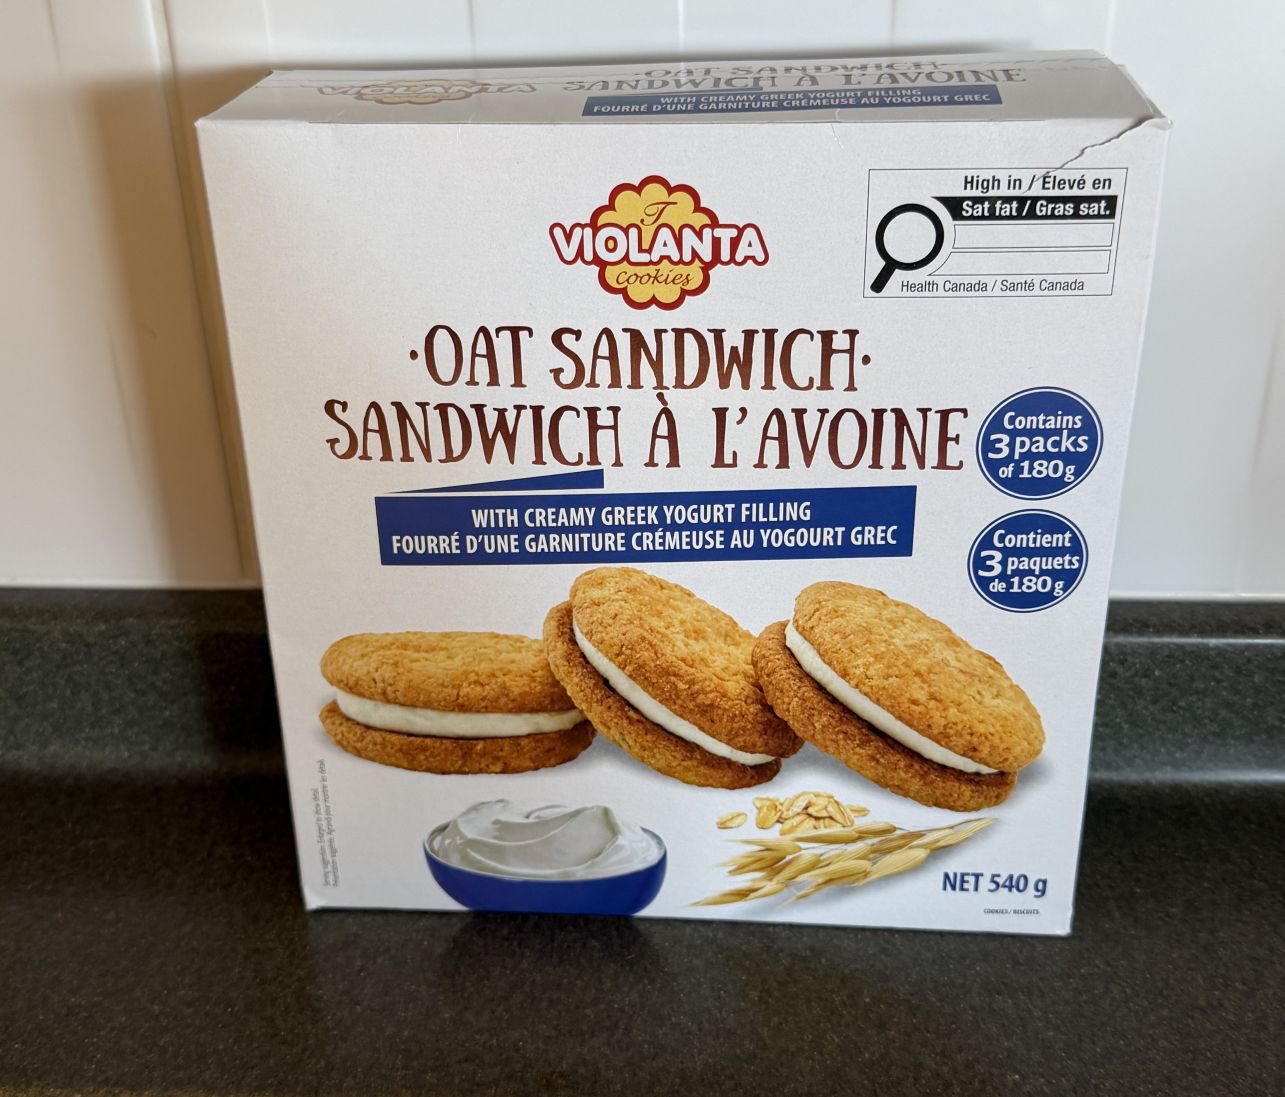 VIOLANTA
OAT SANDWICH
SANDWICH À L'AVOINE
WITH CREAMY GREEK YOGURT FILLING
FOURRÉ D'UNE GARNITURE CRÉMEUSE AU YOGOURT GREC
High in / Élevé en
Sat fat / Gras sat.
Health Canada / Santé Canada
VIOLANTA
cookies
·OAT SANDWICH·
SANDWICH À L'AVOINE
Contains
3 packs
of 180g
WITH CREAMY GREEK YOGURT FILLING
FOURRÉ D'UNE GARNITURE CRÉMEUSE AU YOGOURT GREC
Contient
3 paquets
de 180g
NET 540 g
COOKIES / BISCUITS